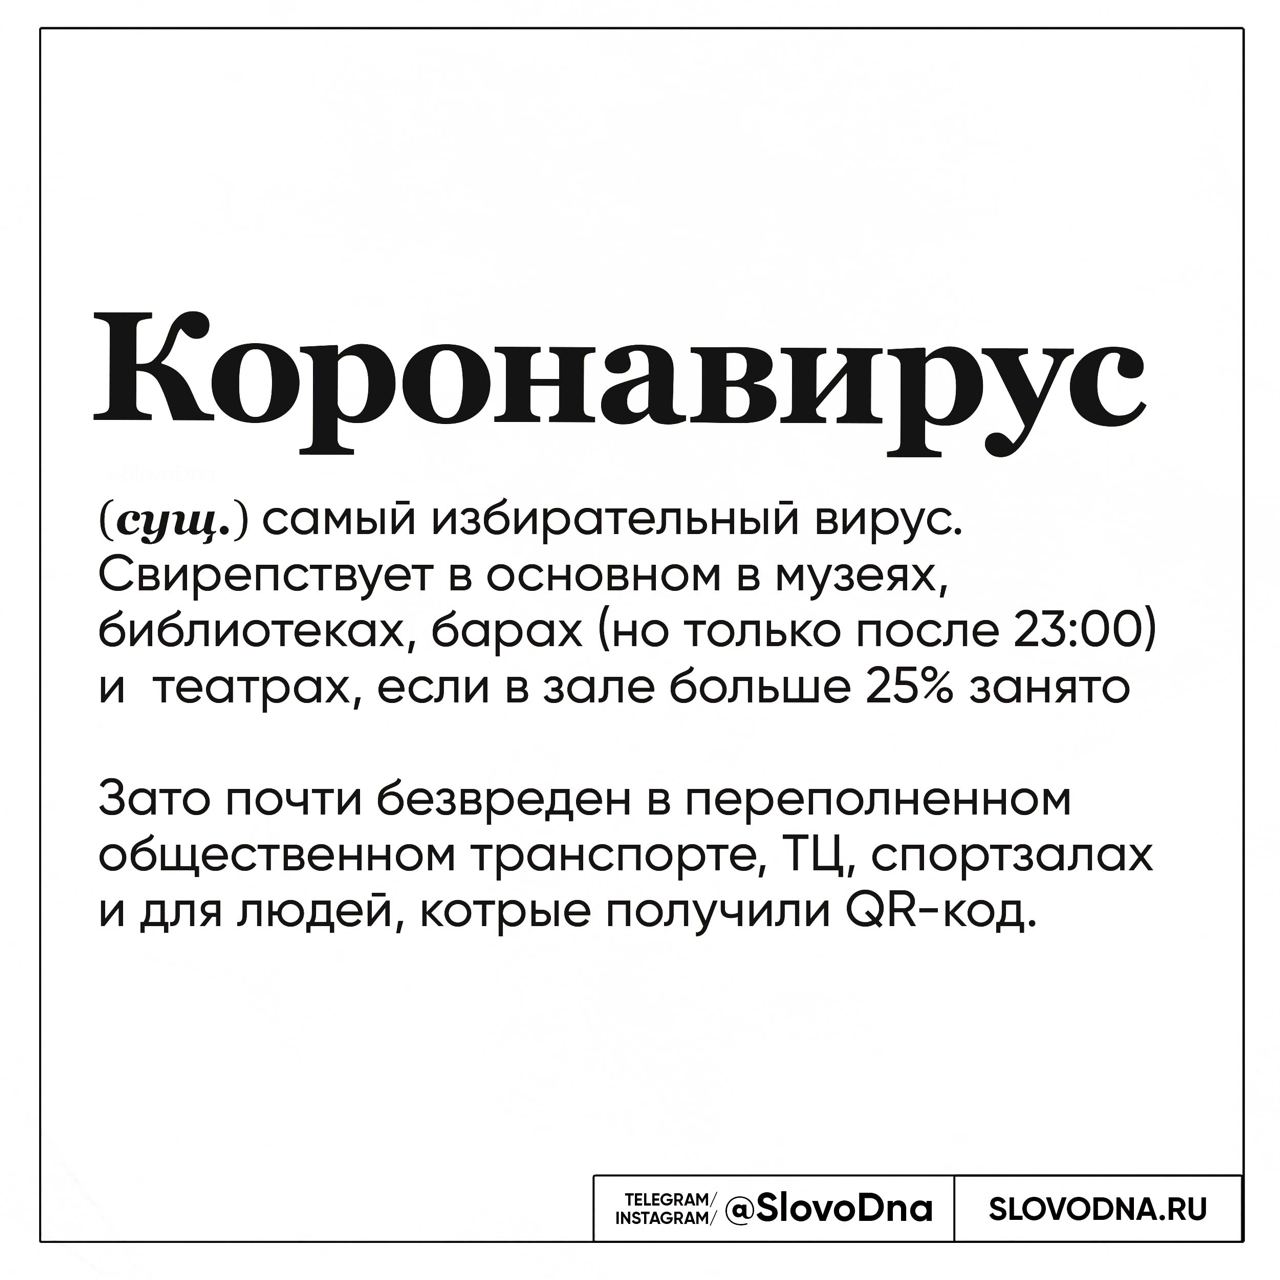 Коронавирус
(сущ.) самый избирательный вирус.
Свирепствует в основном в музеях,
библиотеках, барах (но только после 23:00)
и  театрах, если в зале больше 25% занято
Зато почти безвреден в переполненном
общественном транспорте, ТЦ, спортзалах
и для людей, котрые получили QR-код.
TELEGRAM/
INSTAGRAM/ @SlovoDna
SLOVODNA.RU